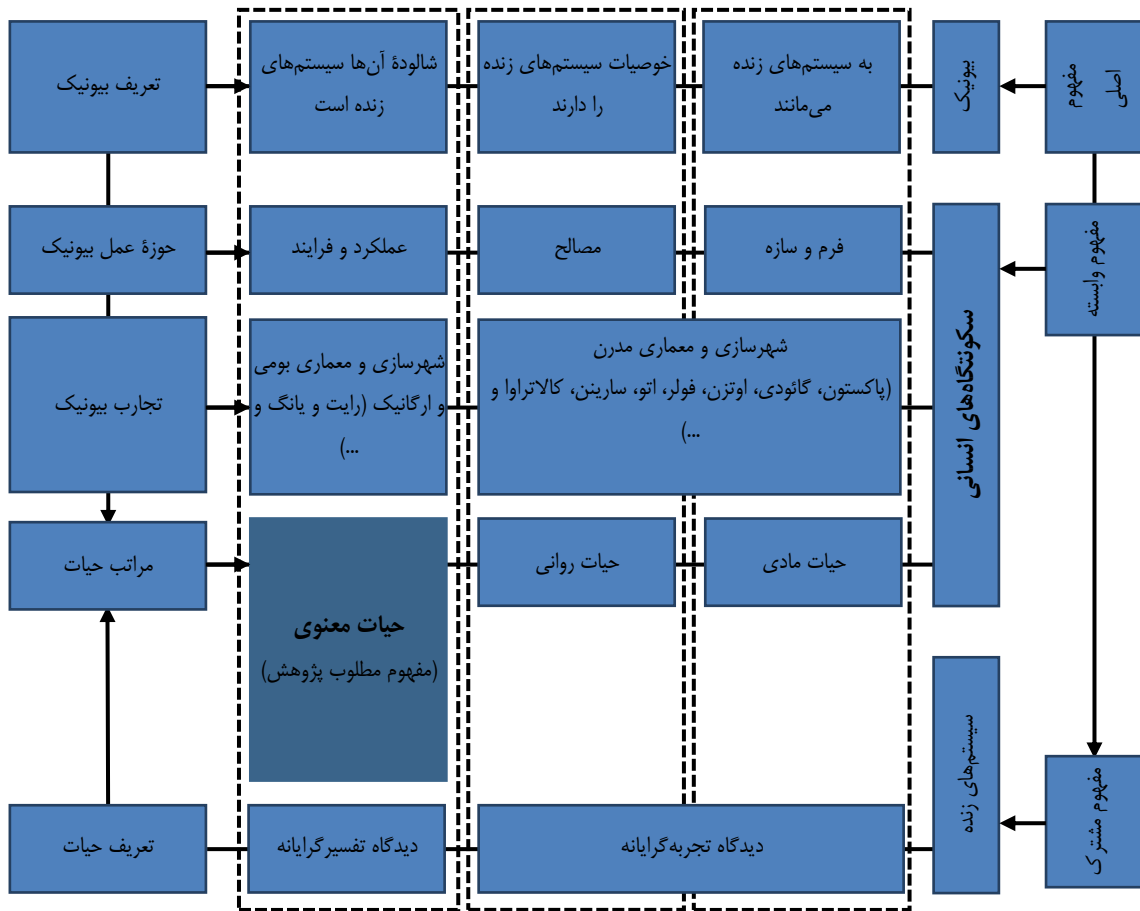 مفهوم
اصلی
بیونیک
به سیستم‌های زنده
می‌مانند
خوصیات سیستم‌های زنده
را دارند
شالودهٔ آن‌ها سیستم‌های
زنده است
تعریف بیونیک
مفهوم وابسته
سکونتگاه‌های انسانی
فرم و سازه
مصالح
عملکرد و فرایند
حوزهٔ عمل بیونیک
شهرسازی و معماری مدرن
(پاکستون، گائودی، اوتزن، فولر، اتو، سارینن، کالاتراوا و
...)
شهرسازی و معماری بومی
و ارگانیک (رایت و یانگ و
...)
تجارب بیونیک
حیات مادی
حیات روانی
حیات معنوی
(مفهوم مطلوب پژوهش)
مراتب حیات
مفهوم مشترک
سیستم‌های زنده
دیدگاه تجربه‌گرایانه
دیدگاه تفسیرگرایانه
تعریف حیات